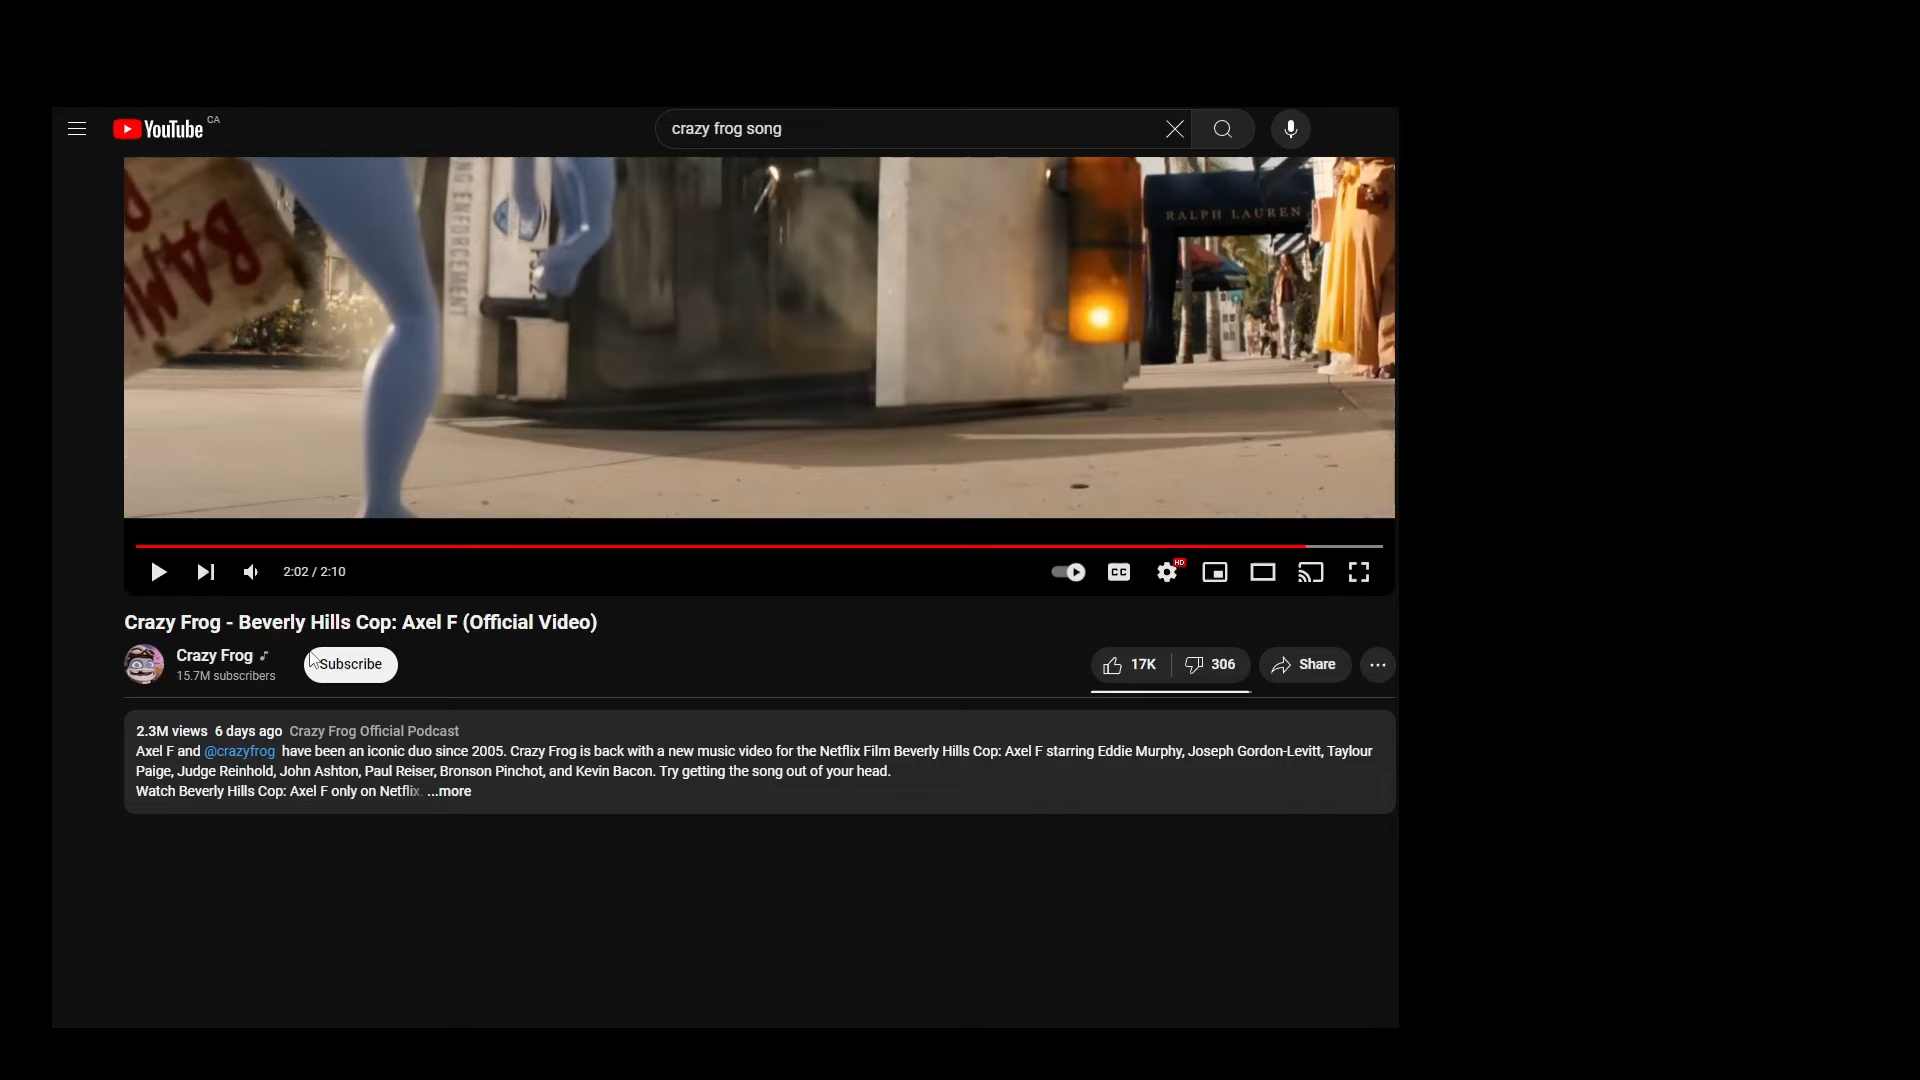 YouTube CA
crazy frog song
RALPH LAUREN
NG ENFORCEMENT
BAM
2:02 / 2:10
CC
HD
Crazy Frog - Beverly Hills Cop: Axel F (Official Video)
Crazy Frog
15.7M subscribers
Subscribe
17K
306
Share
2.3M views 6 days ago Crazy Frog Official Podcast
Axel F and @crazyfrog have been an iconic duo since 2005. Crazy Frog is back with a new music video for the Netflix Film Beverly Hills Cop: Axel F starring Eddie Murphy, Joseph Gordon-Levitt, Taylour
Paige, Judge Reinhold, John Ashton, Paul Reiser, Bronson Pinchot, and Kevin Bacon. Try getting the song out of your head.
Watch Beverly Hills Cop: Axel F only on Netflix. ...more